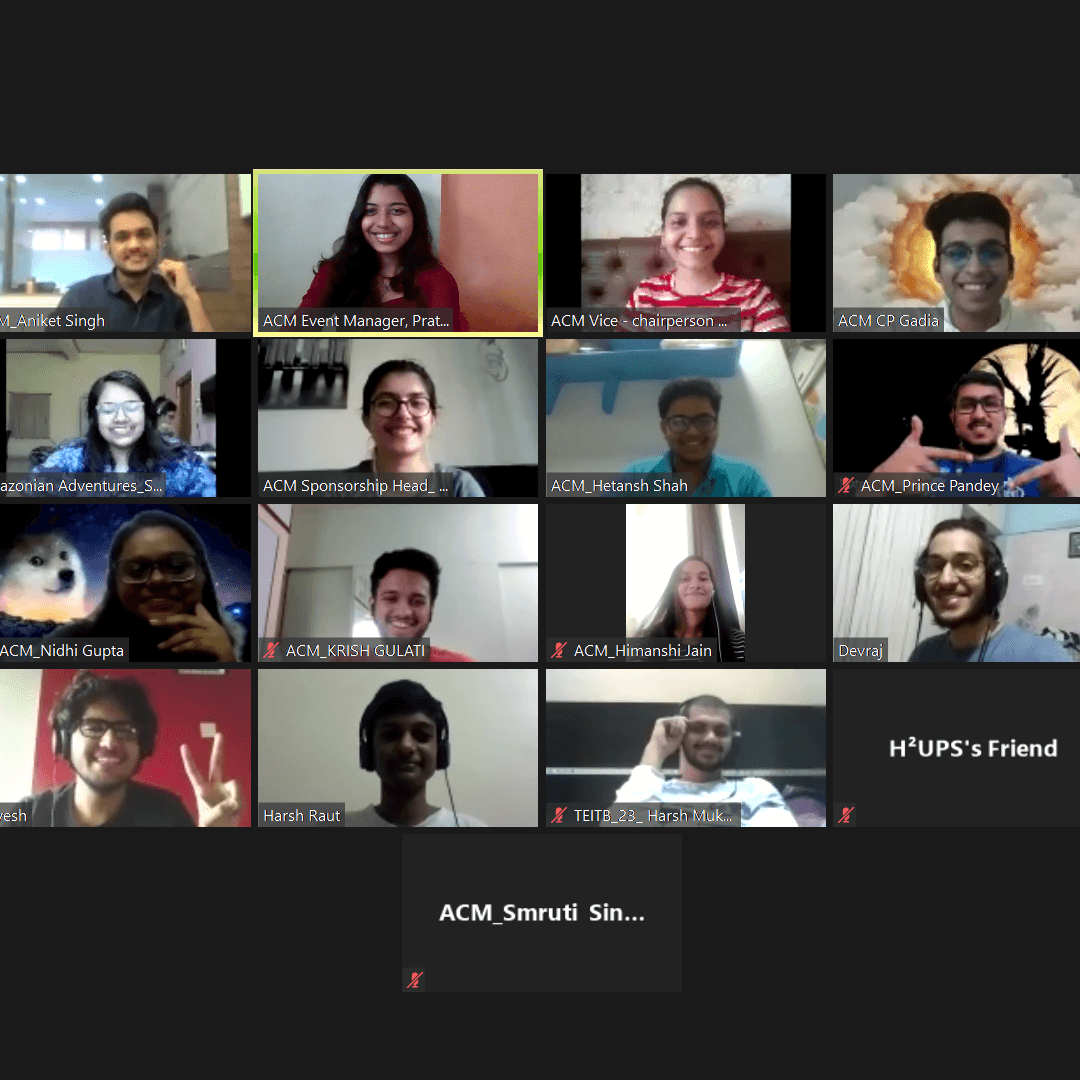 M_Aniket Singh
ACM Event Manager, Prat...
ACM Vice - chairperson ...
ACM CP Gadia
azonian Adventures_S...
ACM Sponsorship Head_ ...
ACM_Hetansh Shah
ACM_Prince Pandey
ACM_Nidhi Gupta
ACM_KRISH GULATI
ACM_Himanshi Jain
Devraj
vesh
Harsh Raut
TEITB_23_ Harsh Muk...
H²UPS's Friend
ACM_Smruti Sin...